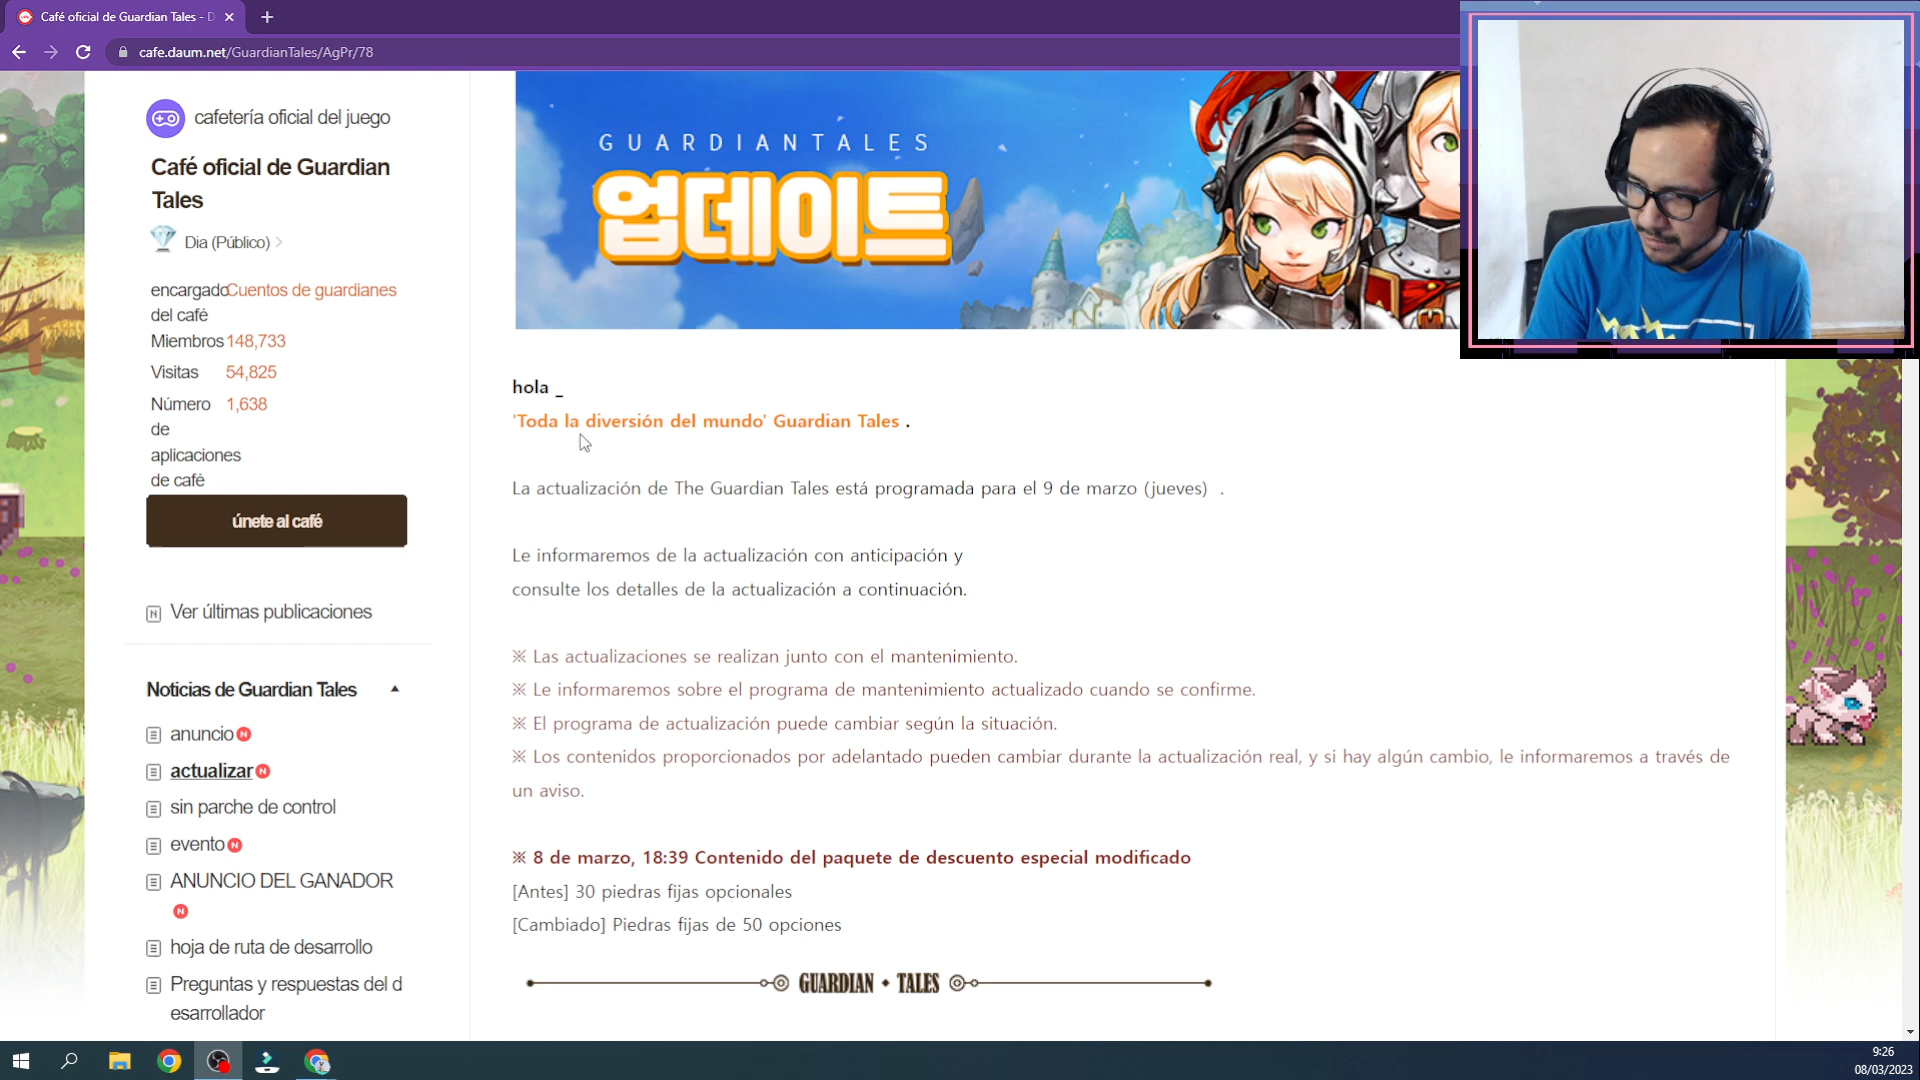 Café oficial de Guardian Tales - D
cafe.daum.net/GuardianTales/AgPr/78
cafetería oficial del juego
Café oficial de Guardian
Tales
Dia (Público)
encargado Cuentos de guardianes
del café
Miembros 148,733
Visitas 54,825
Número 1,638
de
aplicaciones
de café
únete al café
Ver últimas publicaciones
Noticias de Guardian Tales
anuncio N
actualizar N
sin parche de control
evento N
ANUNCIO DEL GANADOR
N
hoja de ruta de desarrollo
Preguntas y respuestas del d
esarrollador
GUARDIANTALES
업데이트
hola _
'Toda la diversión del mundo' Guardian Tales .
La actualización de The Guardian Tales está programada para el 9 de marzo (jueves) .
Le informaremos de la actualización con anticipación y
consulte los detalles de la actualización a continuación.
※ Las actualizaciones se realizan junto con el mantenimiento.
※ Le informaremos sobre el programa de mantenimiento actualizado cuando se confirme.
※ El programa de actualización puede cambiar según la situación.
※ Los contenidos proporcionados por adelantado pueden cambiar durante la actualización real, y si hay algún cambio, le informaremos a través de
un aviso.
※ 8 de marzo, 18:39 Contenido del paquete de descuento especial modificado
[Antes] 30 piedras fijas opcionales
[Cambiado] Piedras fijas de 50 opciones
GUARDIAN • TALES
9:26
08/03/2023